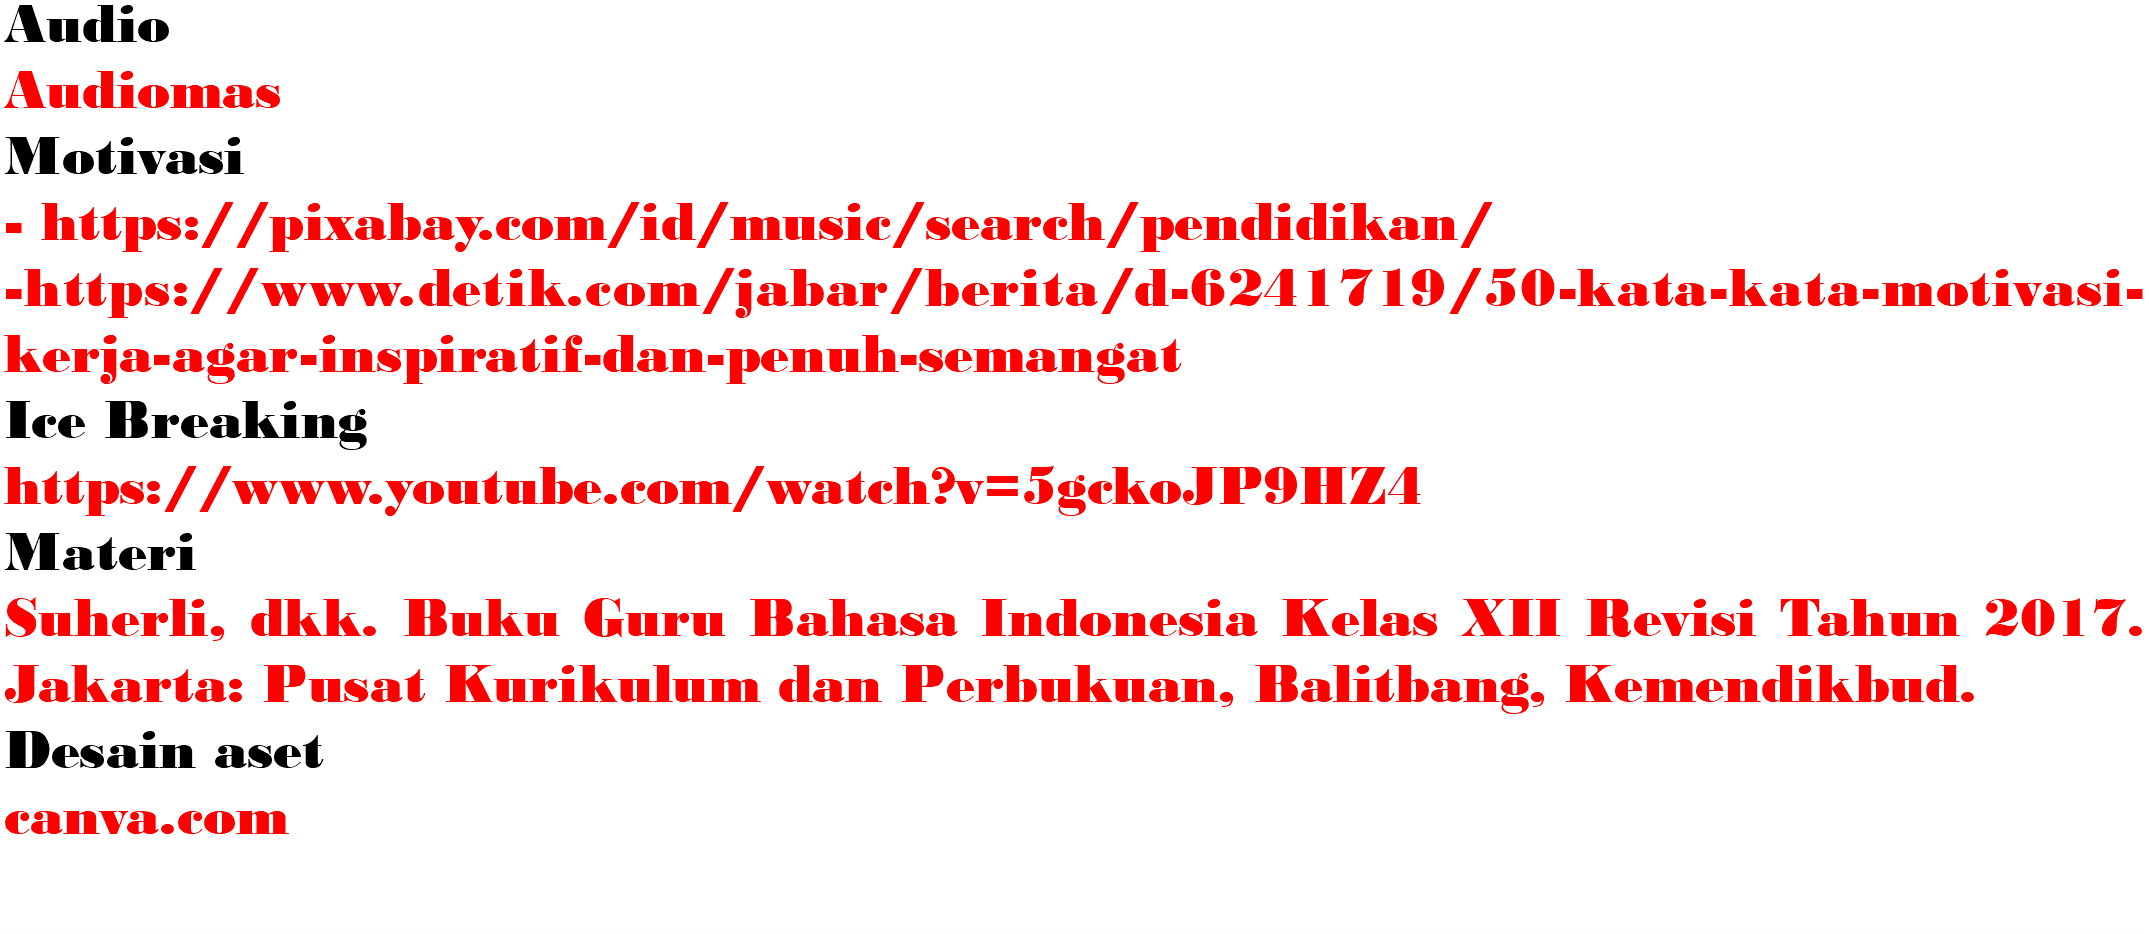 Audio
Audiomas
Motivasi
- https://pixabay.com/id/music/search/pendidikan/
-https://www.detik.com/jabar/berita/d-6241719/50-kata-kata-motivasi-
kerja-agar-inspiratif-dan-penuh-semangat
Ice Breaking
https://www.youtube.com/watch?v=5gckoJP9HZ4
Materi
Suherli, dkk. Buku Guru Bahasa Indonesia Kelas XII Revisi Tahun 2017.
Jakarta: Pusat Kurikulum dan Perbukuan, Balitbang, Kemendikbud.
Desain aset
canva.com